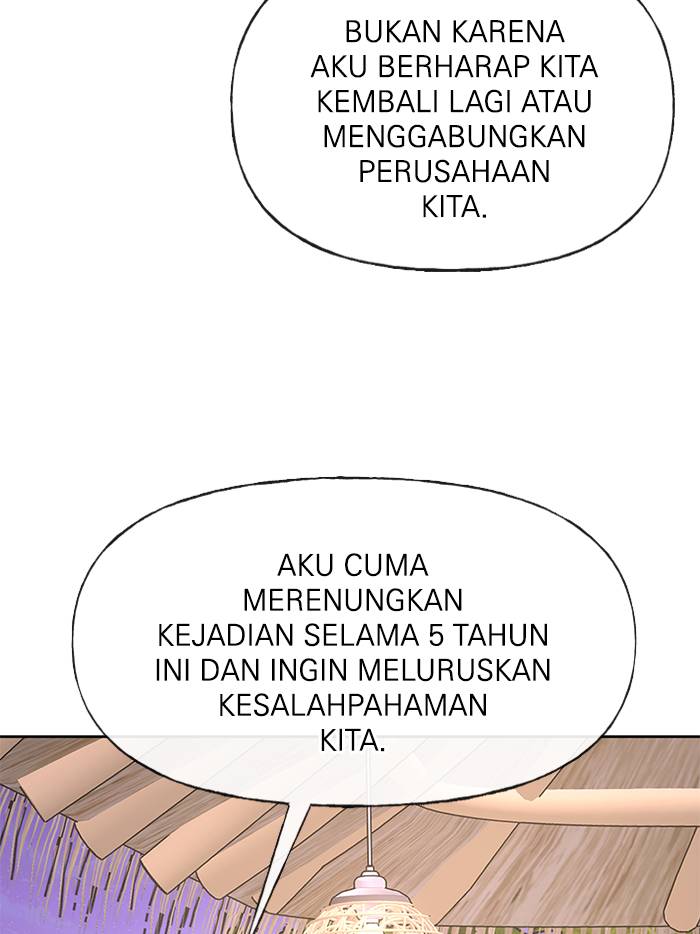 BUKAN KARENA
AKU BERHARAP KITA
KEMBALI LAGI ATAU
MENGGABUNGKAN
PERUSAHAAN
KITA.
AKU CUMA
MERENUNGKAN
KEJADIAN SELAMA 5 TAHUN
INI DAN INGIN MELURUSKAN
KESALAHPAHAMAN
KITA.